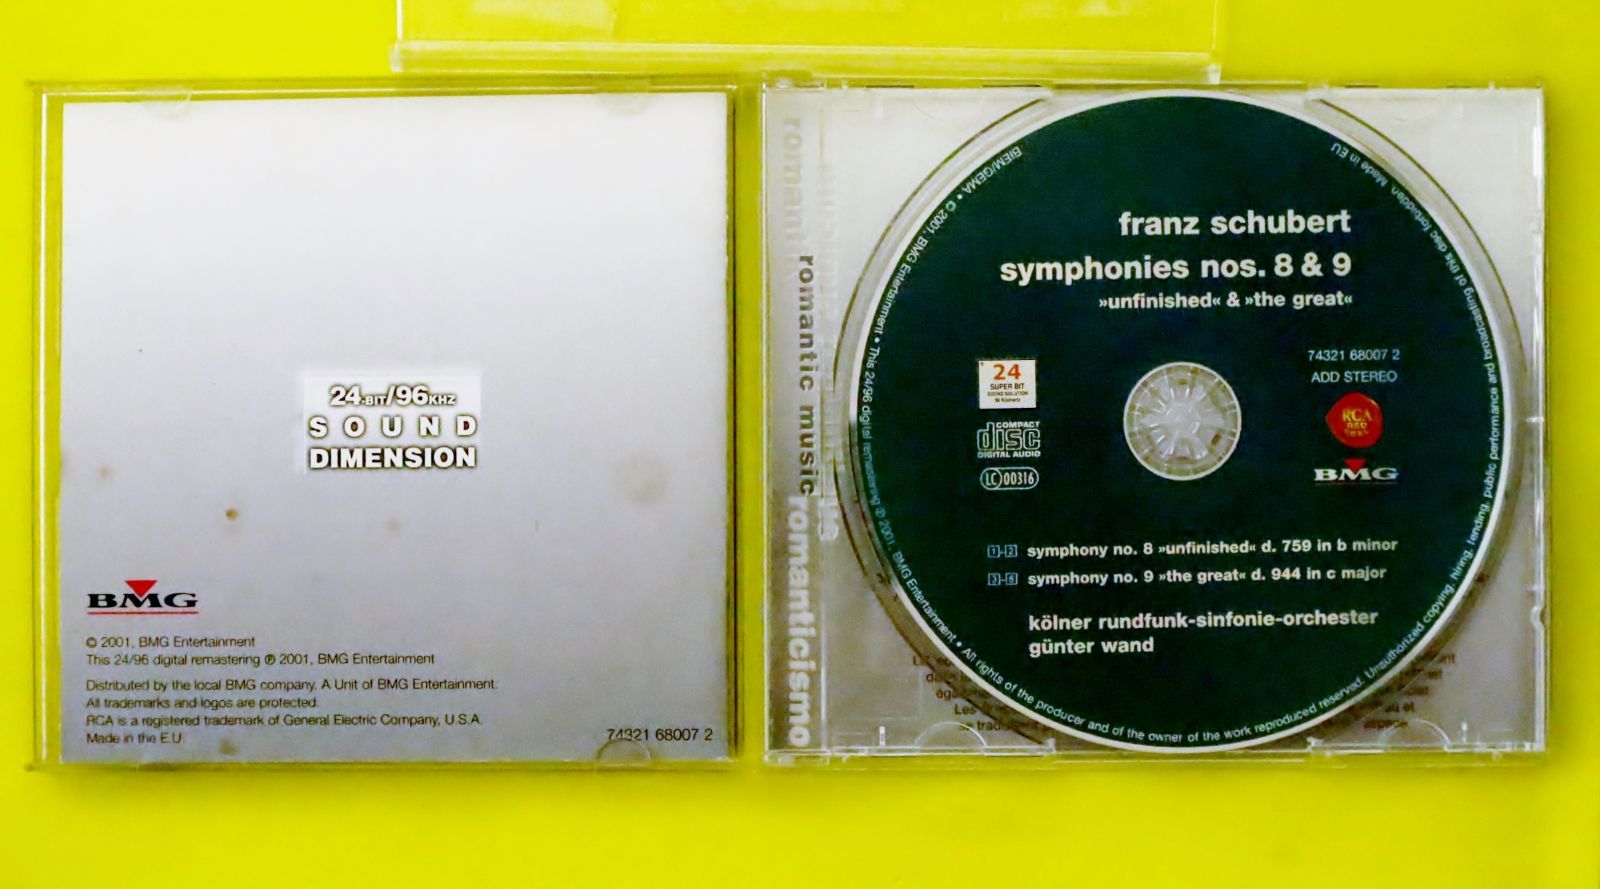 24-BIT/96KHZ
SOUND
DIMENSION
BMG
© 2001, BMG Entertainment
This 24/96 digital remastering ℗ 2001, BMG Entertainment
Distributed by the local BMG company. A Unit of BMG Entertainment.
All trademarks and logos are protected.
RCA is a registered trademark of General Electric Company, U.S.A.
Made in the E.U.
74321 68007 2
romantic music
romanticismo
franz schubert
symphonies nos. 8 & 9
»unfinished« & »the great«
74321 68007 2
ADD STEREO
24
SUPER BIT
SOUND SOLUTION
COMPACT
disc
DIGITAL AUDIO
LC 00316
RCA
RED
SEAL
BMG
1-2 symphony no. 8 »unfinished« d. 759 in b minor
3-6 symphony no. 9 »the great« d. 944 in c major
kölner rundfunk-sinfonie-orchester
günter wand
BIEM/GEMA • © 2001, BMG Entertainment • This 24/96 digital remastering ℗ 2001, BMG Entertainment • All rights of the producer and of the owner of the work reproduced reserved. Unauthorized copying, hiring, lending, public performance and broadcasting of this disc forbidden. Made in EU